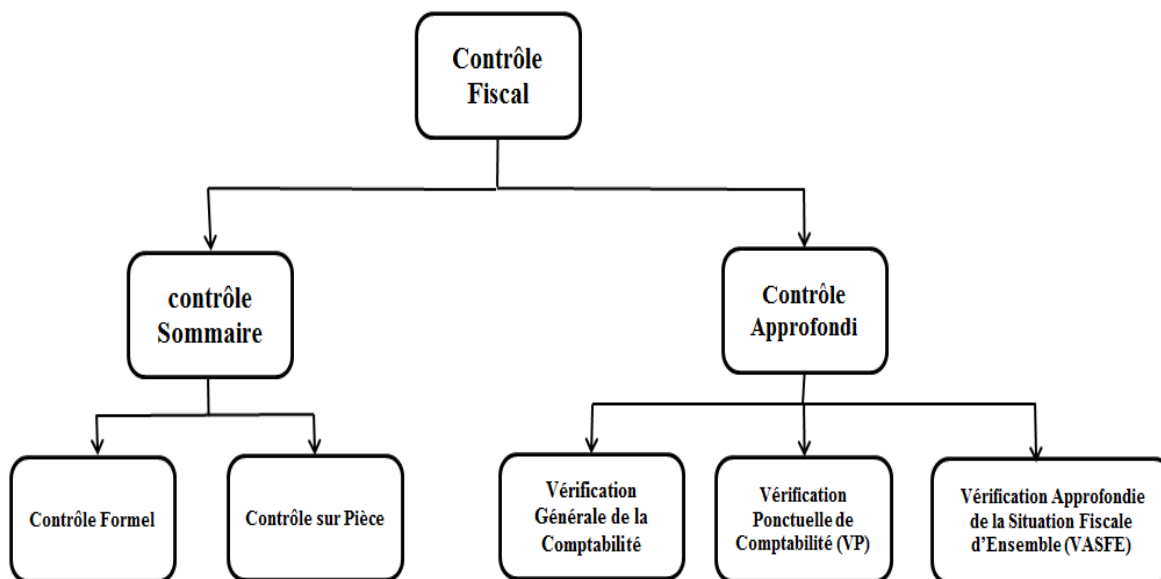 Contrôle
Fiscal
contrôle
Sommaire
Contrôle
Approfondi
Contrôle Formel
Contrôle sur Pièce
Vérification
Générale de la
Comptabilité
Vérification
Ponctuelle de
Comptabilité (VP)
Vérification Approfondie
de la Situation Fiscale
d’Ensemble (VASFE)